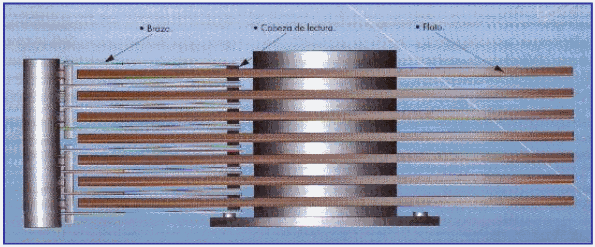 ▪ Brazo.
▪ Cabeza de lectura.
▪ Plato.